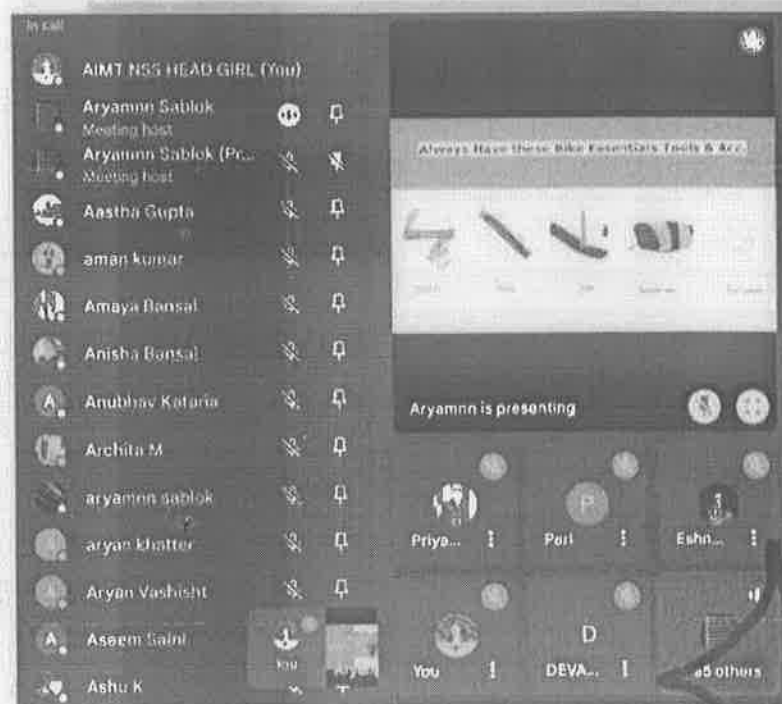 In call
AIMT NSS HEAD GIRL (You)
Aryamnn Sablok
Meeting host
Aryamnn Sablok (Pr...
Meeting host
Aastha Gupta
aman kumar
Amaya Bansal
Anisha Bansal
A
Anubhav Kataria
Archita M
aryamnn sablok
aryan khatter
Aryan Vashisht
A
Aseem Saini
Ashu K
You
Always Have these Bike Essentials Tools & Acc.
Aryamnn is presenting
Priya...
P
Pari
Eshn...
You
D
DEVA...
85 others